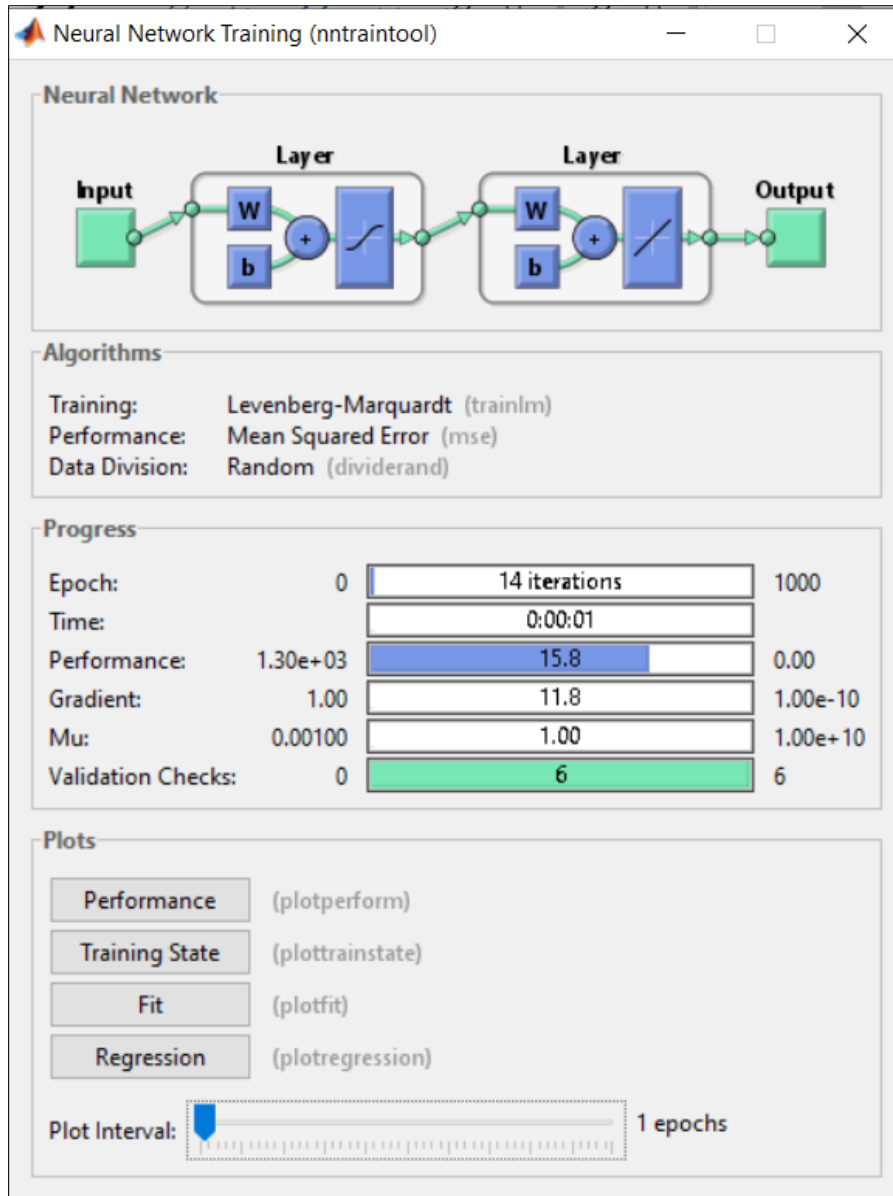 Neural Network Training (nntraintool)
Neural Network
Layer Layer
Input Output
W W
+ +
b b
Algorithms
Training: Levenberg-Marquardt (trainlm)
Performance: Mean Squared Error (mse)
Data Division: Random (dividerand)
Progress
Epoch: 0 14 iterations 1000
Time: 0:00:01
Performance: 1.30e+03 15.8 0.00
Gradient: 1.00 11.8 1.00e-10
Mu: 0.00100 1.00 1.00e+10
Validation Checks: 0 6 6
Plots
Performance (plotperform)
Training State (plottrainstate)
Fit (plotfit)
Regression (plotregression)
Plot Interval: 1 epochs